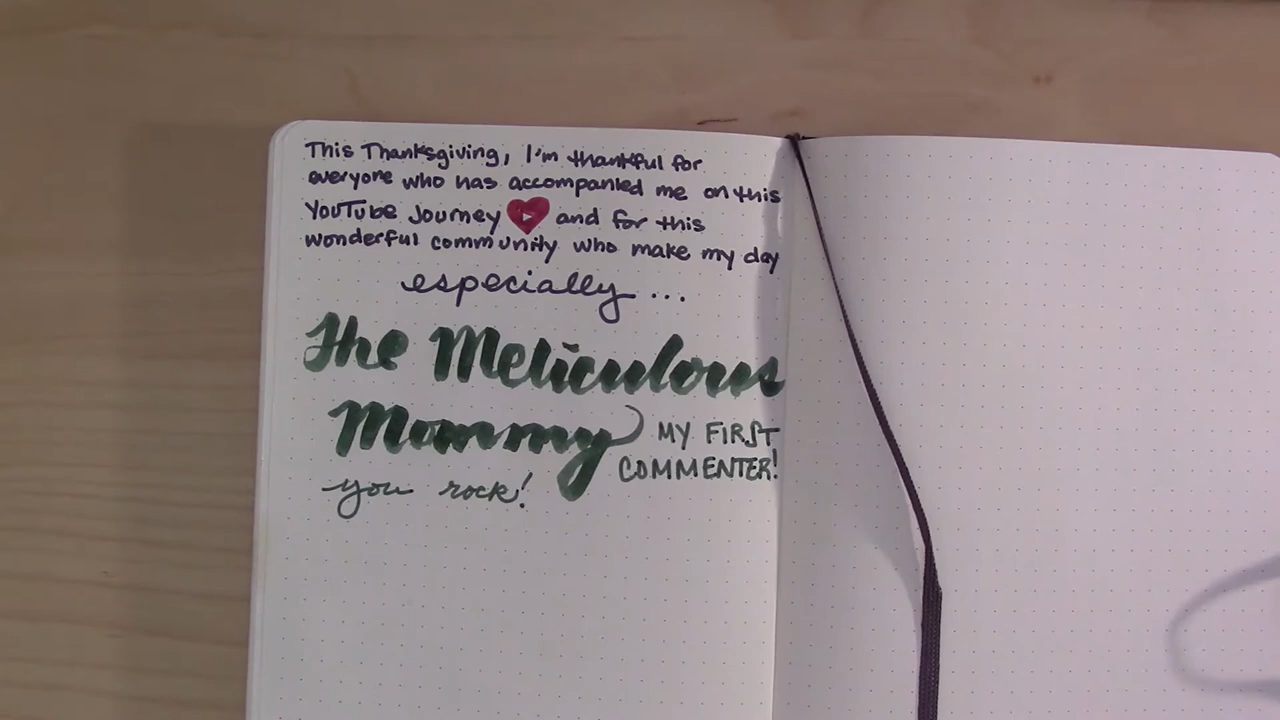 This Thanksgiving, I'm thankful for
everyone who has accompanied me on this
YouTube Journey and for this
wonderful community who make my day
especially ...
The Meticulous
Mommy MY FIRST
COMMENTER!
you rock!